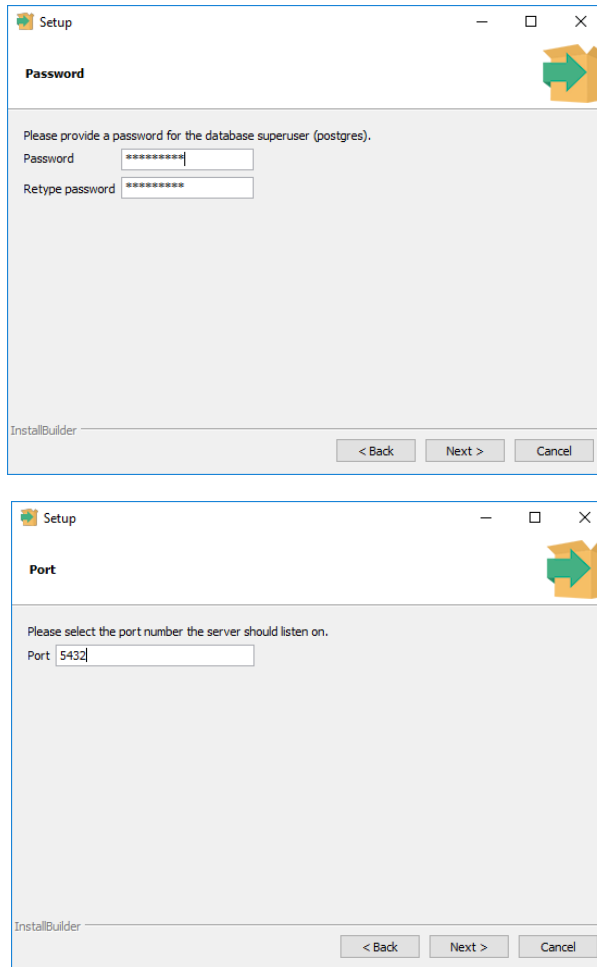 Setup
Password
Please provide a password for the database superuser (postgres).
Password *********
Retype password *********
InstallBuilder
< Back Next > Cancel
Setup
Port
Please select the port number the server should listen on.
Port 5432
InstallBuilder
< Back Next > Cancel